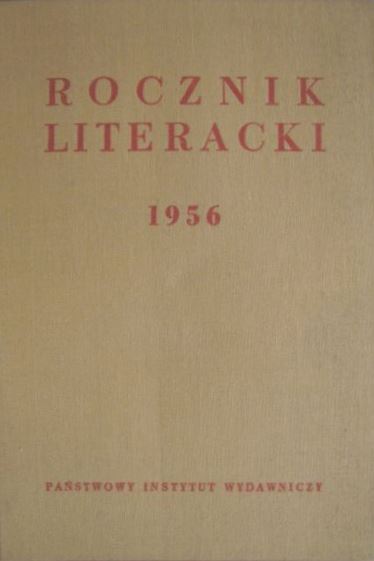 ROCZNIK
LITERACKI
1956
PAŃSTWOWY INSTYTUT WYDAWNICZY